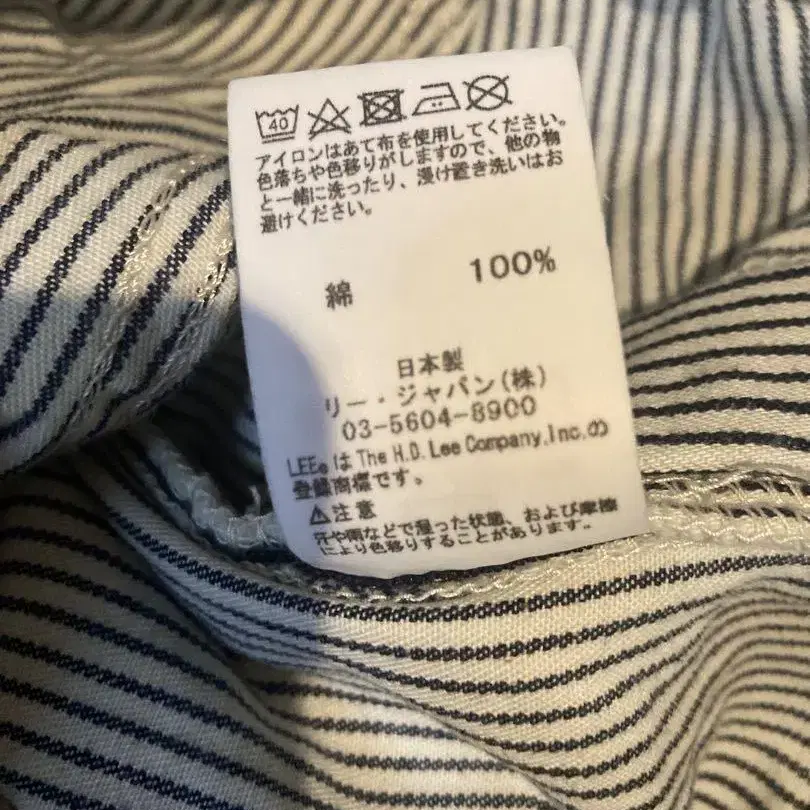 40
アイロンはあて布を使用してください。
色落ちや色移りがしますので、他の物
と一緒に洗ったり、浸け置き洗いはお
避けください。
綿 100%
日本製
リー・ジャパン(株)
03-5604-8900
LEE®は The H.D. Lee Company, Inc.の
登録商標です。
⚠注意
汗や雨などで湿った状態、および摩擦
により色移りすることがあります。